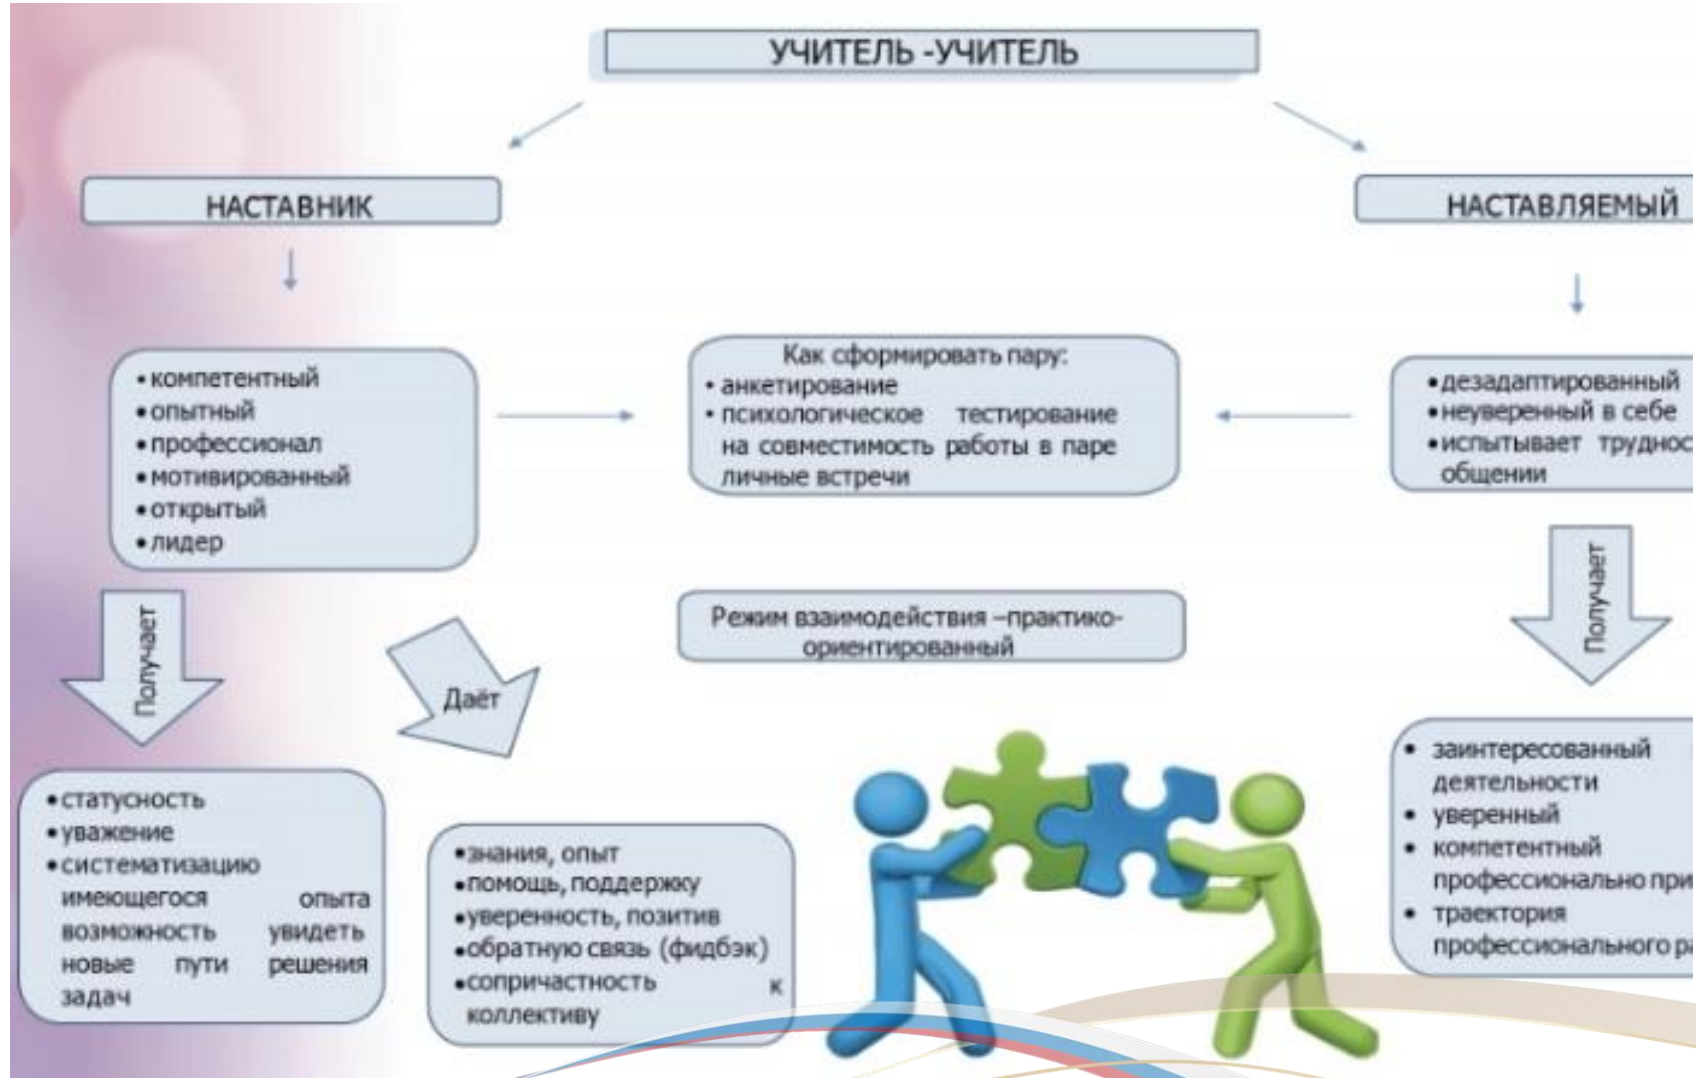 УЧИТЕЛЬ -УЧИТЕЛЬ
НАСТАВНИК
НАСТАВЛЯЕМЫЙ
•компетентный
•опытный
•профессионал
•мотивированный
•открытый
•лидер
Как сформировать пару:
• анкетирование
• психологическое тестирование
на совместимость работы в паре
личные встречи
•дезадаптированный
•неуверенный в себе
•испытывает
общении
Получает
Даёт
Режим взаимодействия –практико-
ориентированный
Получает
•статусность
•уважение
•систематизацию
имеющегося опыта
возможность увидеть
новые пути решения
задач
•знания, опыт
•помощь, поддержку
•уверенность, позитив
•обратную связь (фидбэк)
•сопричастность к
коллективу
• заинтересованный
деятельности
• уверенный
• компетентный
профессионально
• траектория
профессионального